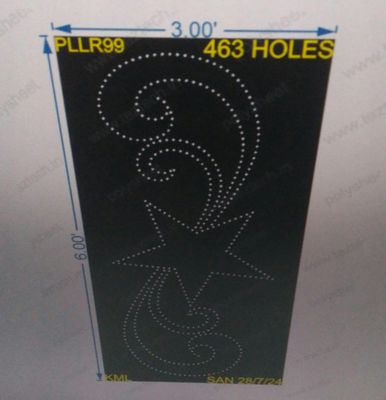 3.00'
PLLR99 463 HOLES
6.00'
KML SAN 28/7/24